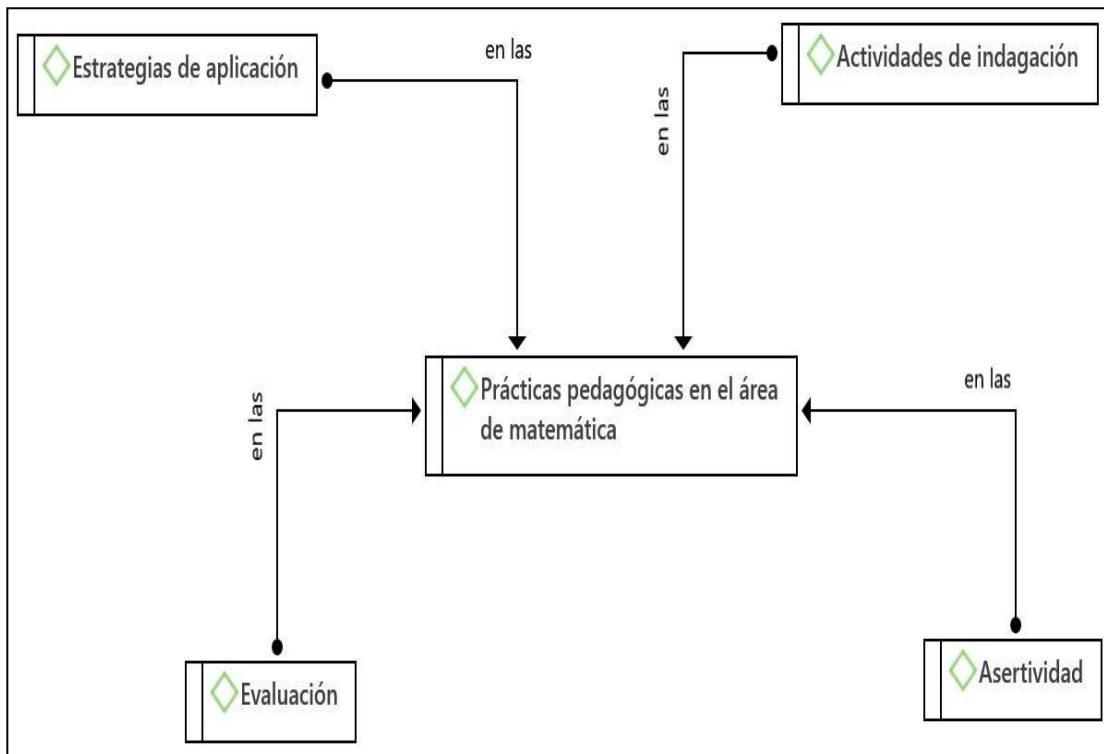 Estrategias de aplicación
en las
Actividades de indagación
en las
Prácticas pedagógicas en el área
de matemática
en las
en las
Evaluación
Asertividad